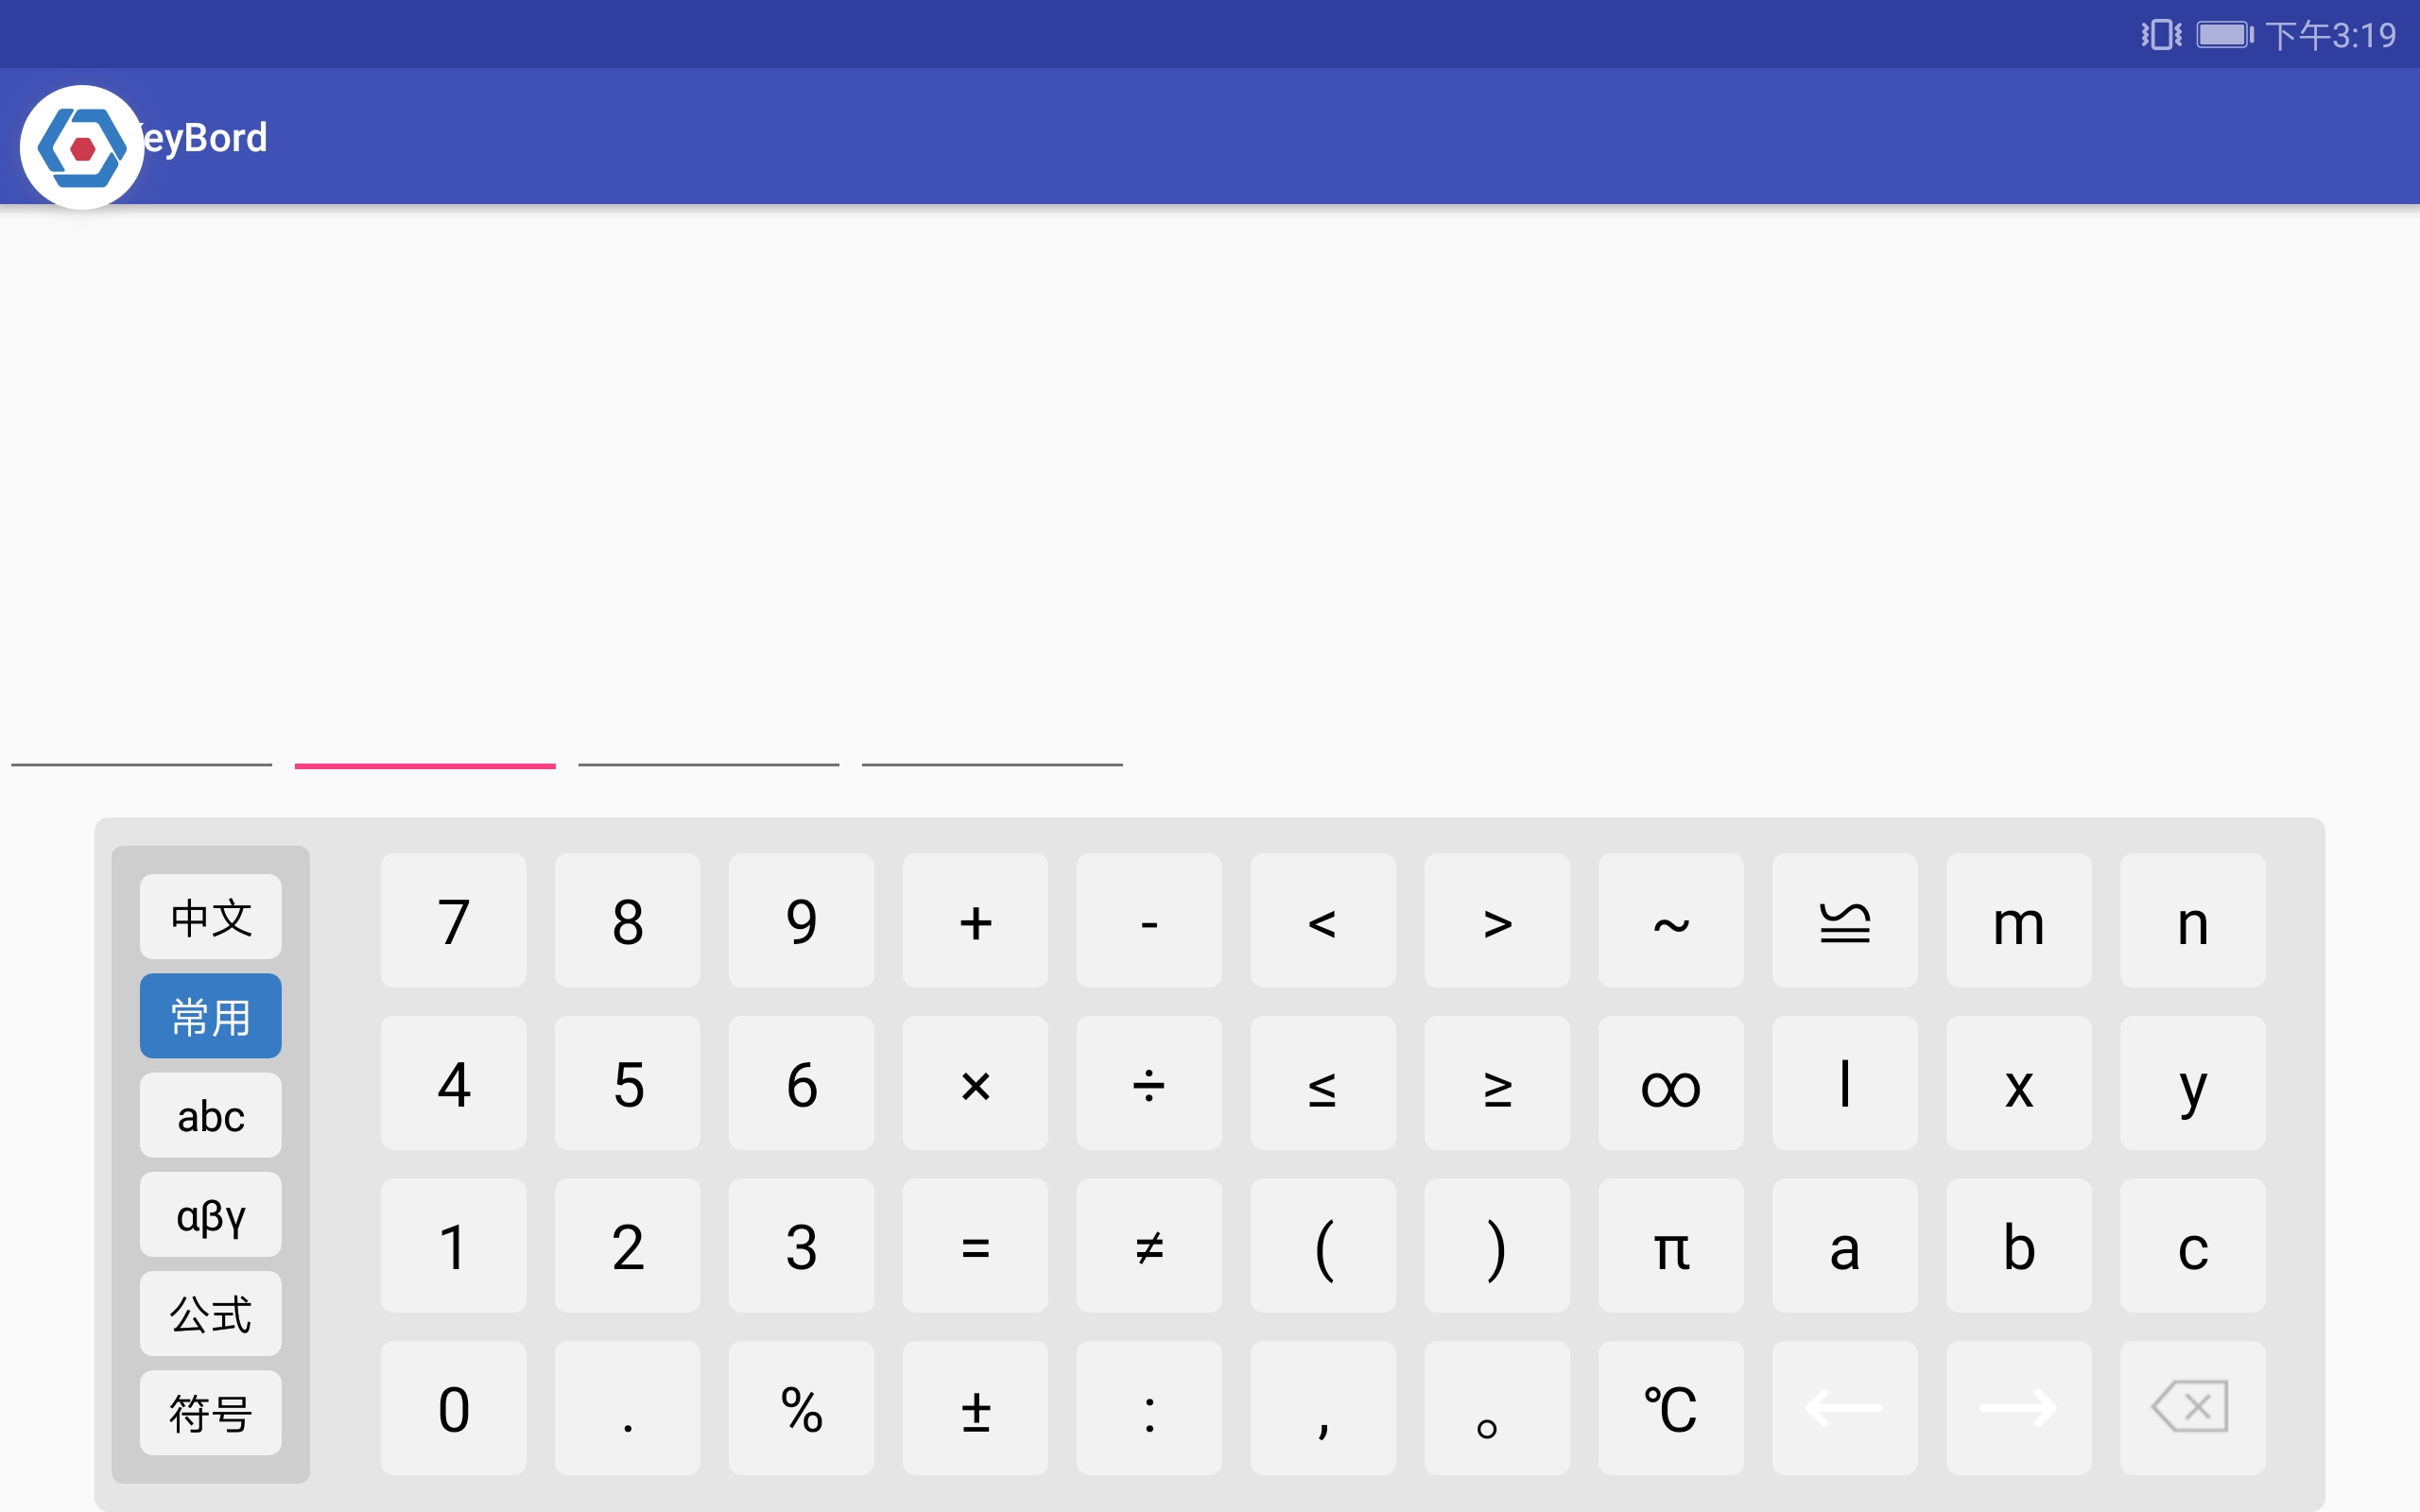 下午3:19
eyBord
中文
常用
abc
αβγ
公式
符号
7 8 9 + - < > ~ ≌ m n
4 5 6 × ÷ ≤ ≥ ∞ l x y
1 2 3 = ≠ ( ) π a b c
0 . % ± : , 。 ℃ ← →